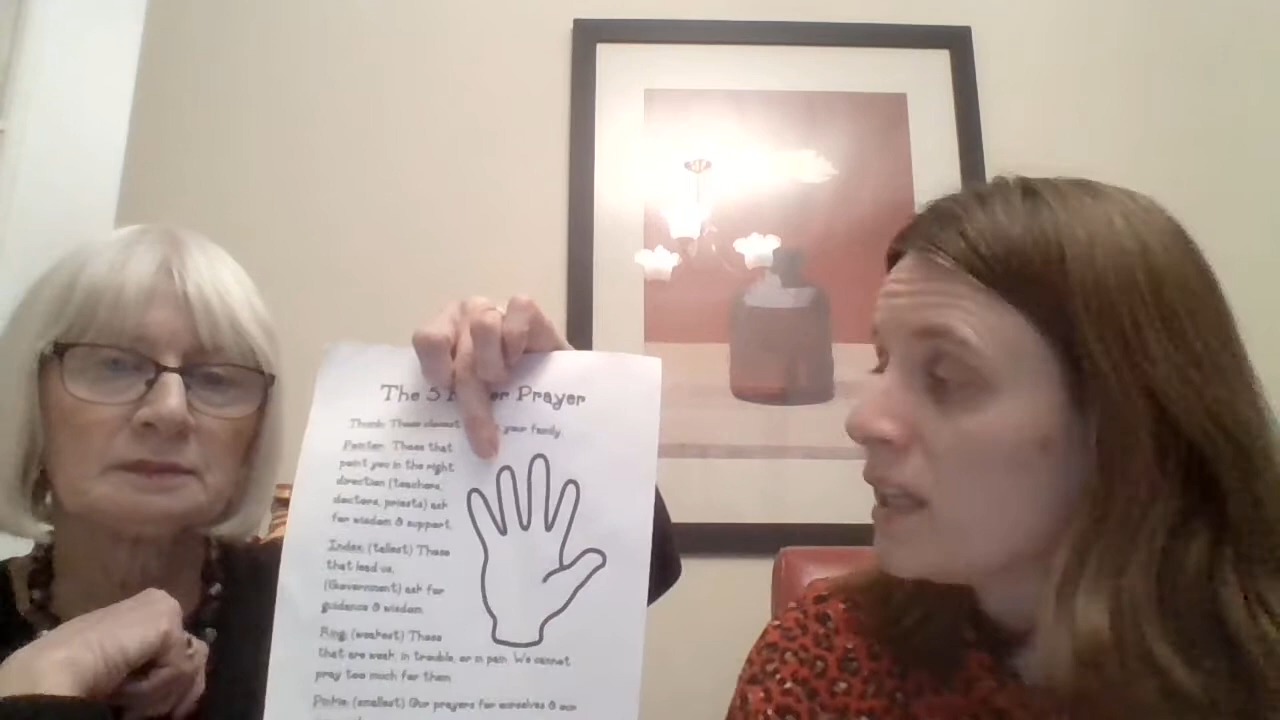 The 5 er Prayer
Thumb: Those closest your family.
Pointer: Those that
point you in the right
direction (teachers,
doctors, priests) ask
for wisdom & support.
Index: (tallest) Those
that lead us,
(Government) ask for
guidance & wisdom
Ring: (weakest) Those
that are weak, in trouble, or in pain. We cannot
pray too much for them
Pinkie: (smallest) Our prayers for ourselves & our